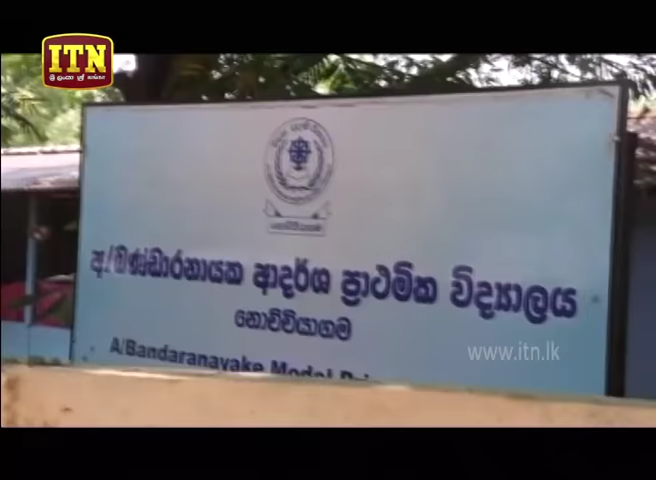 ITN
ශ්‍රී ලංකා ශ්‍රී ලංකා
අ/බණ්ඩාරනායක ආදර්ශ ප්‍රාථමික විද්‍යාලය
නොච්චියාගම
A/Bandaranayake Model
www.itn.lk